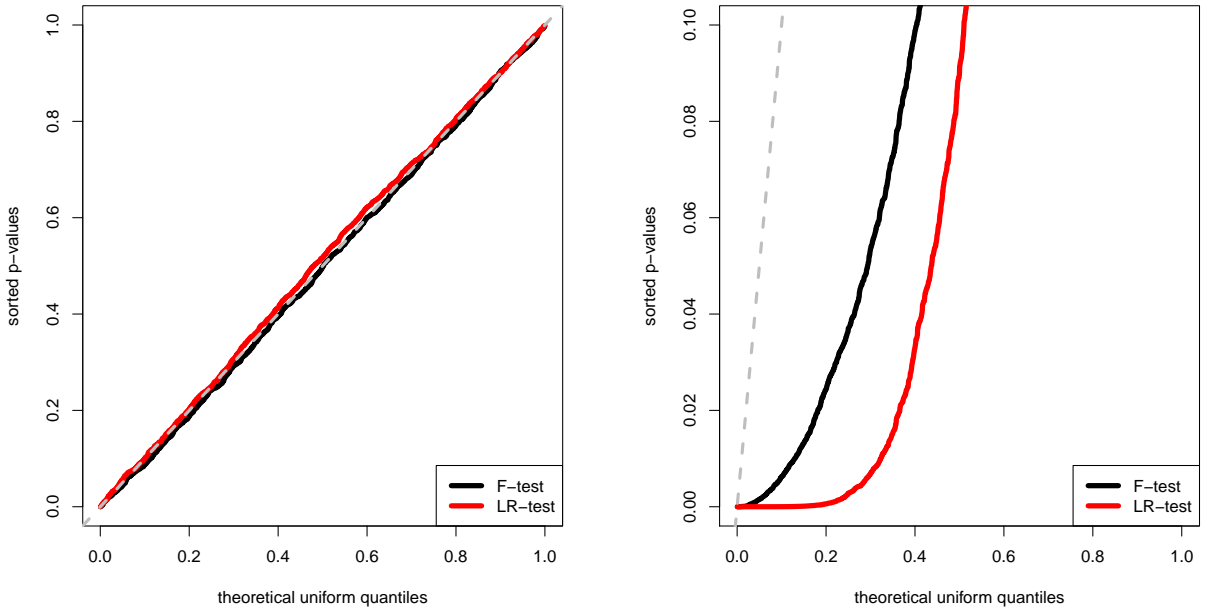 1.0
0.8
0.6
0.4
0.2
0.0
sorted p−values
0.0 0.2 0.4 0.6 0.8 1.0
theoretical uniform quantiles
F−test
LR−test
0.10
0.08
0.06
0.04
0.02
0.00
sorted p−values
0.0 0.2 0.4 0.6 0.8 1.0
theoretical uniform quantiles
F−test
LR−test